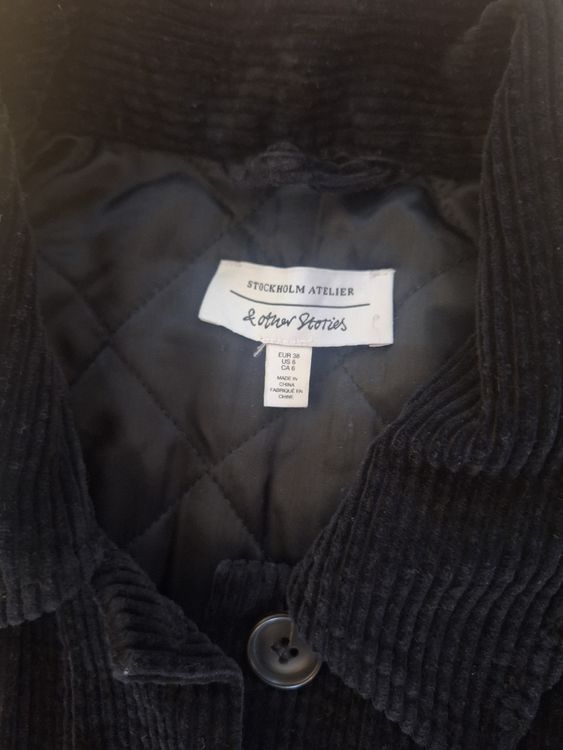 STOCKHOLM ATELIER
& other Stories
EUR 38
US 6
CA 6
MADE IN
CHINA
FABRIQUÉ EN
CHINE